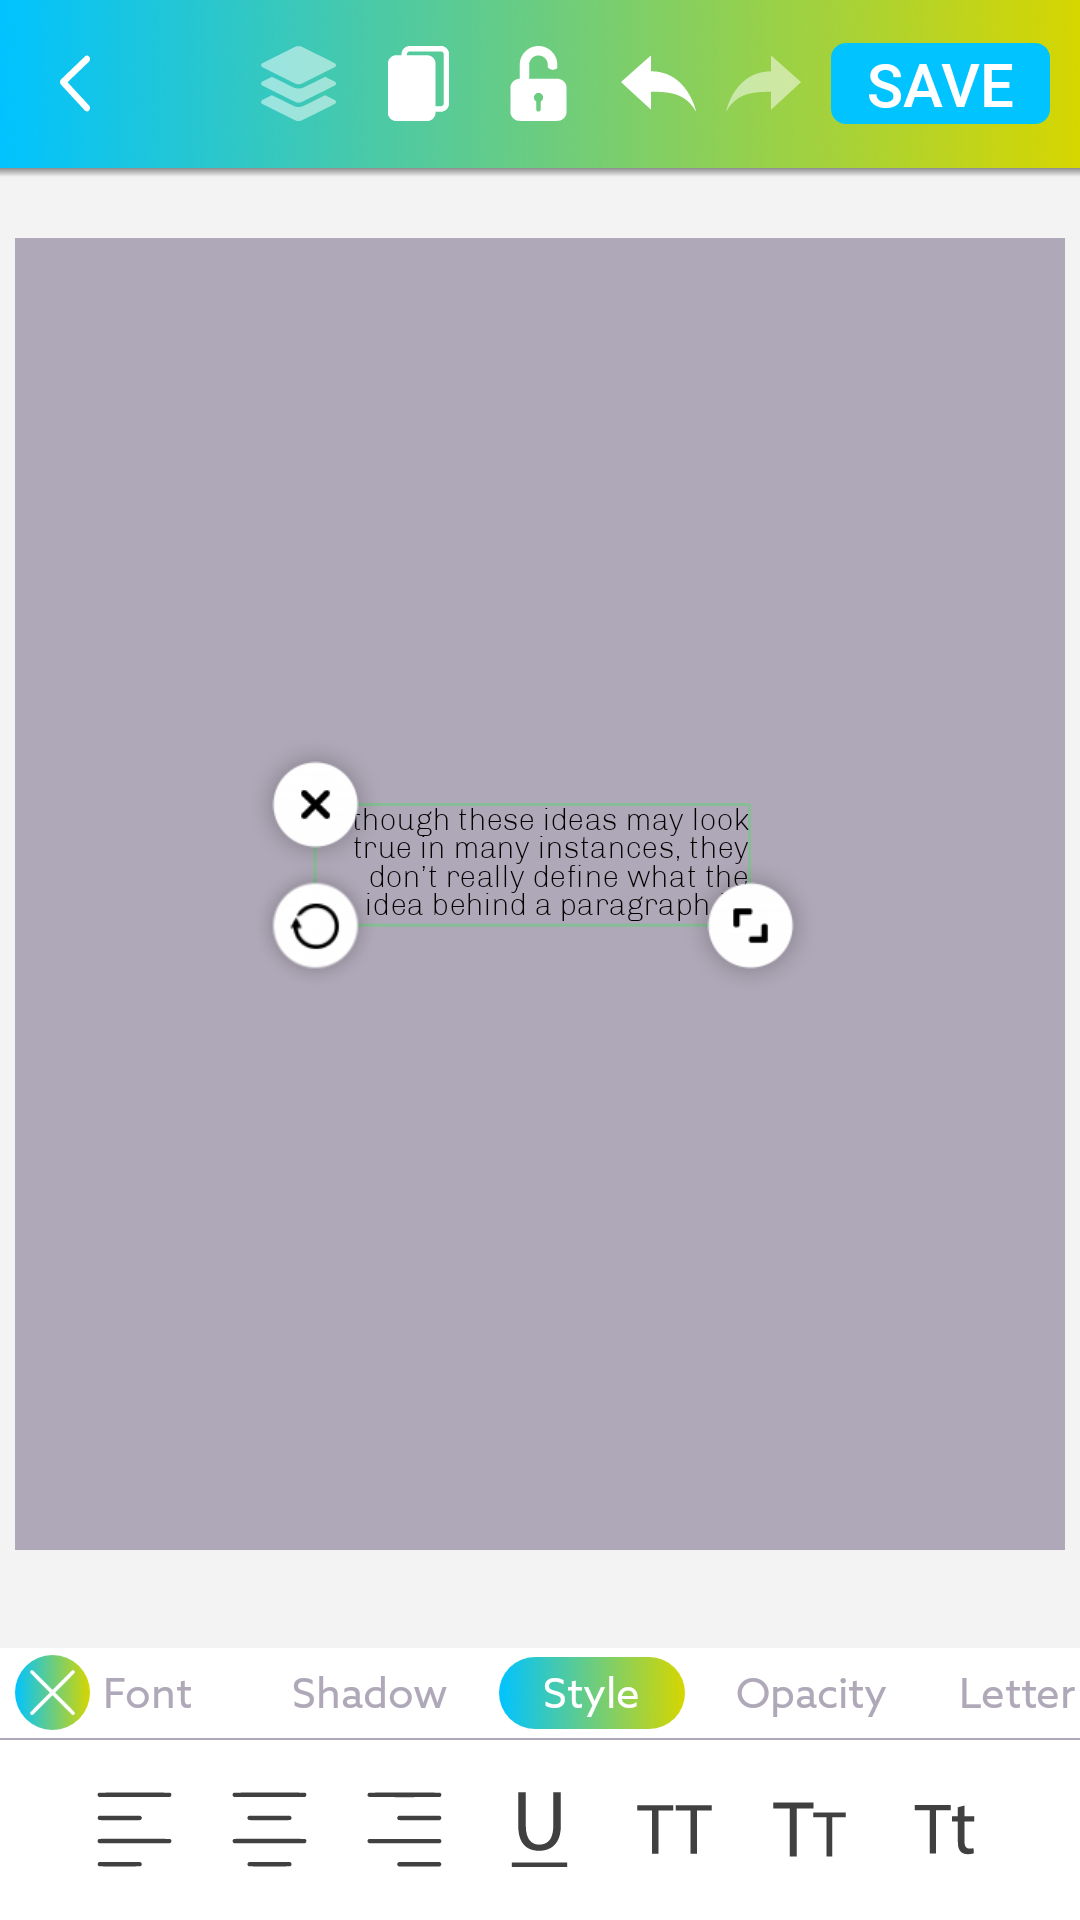 SAVE
though these ideas may look
true in many instances, they
don't really define what the
idea behind a paragraph
Font Shadow Style Opacity Letter
U TT TT Tt